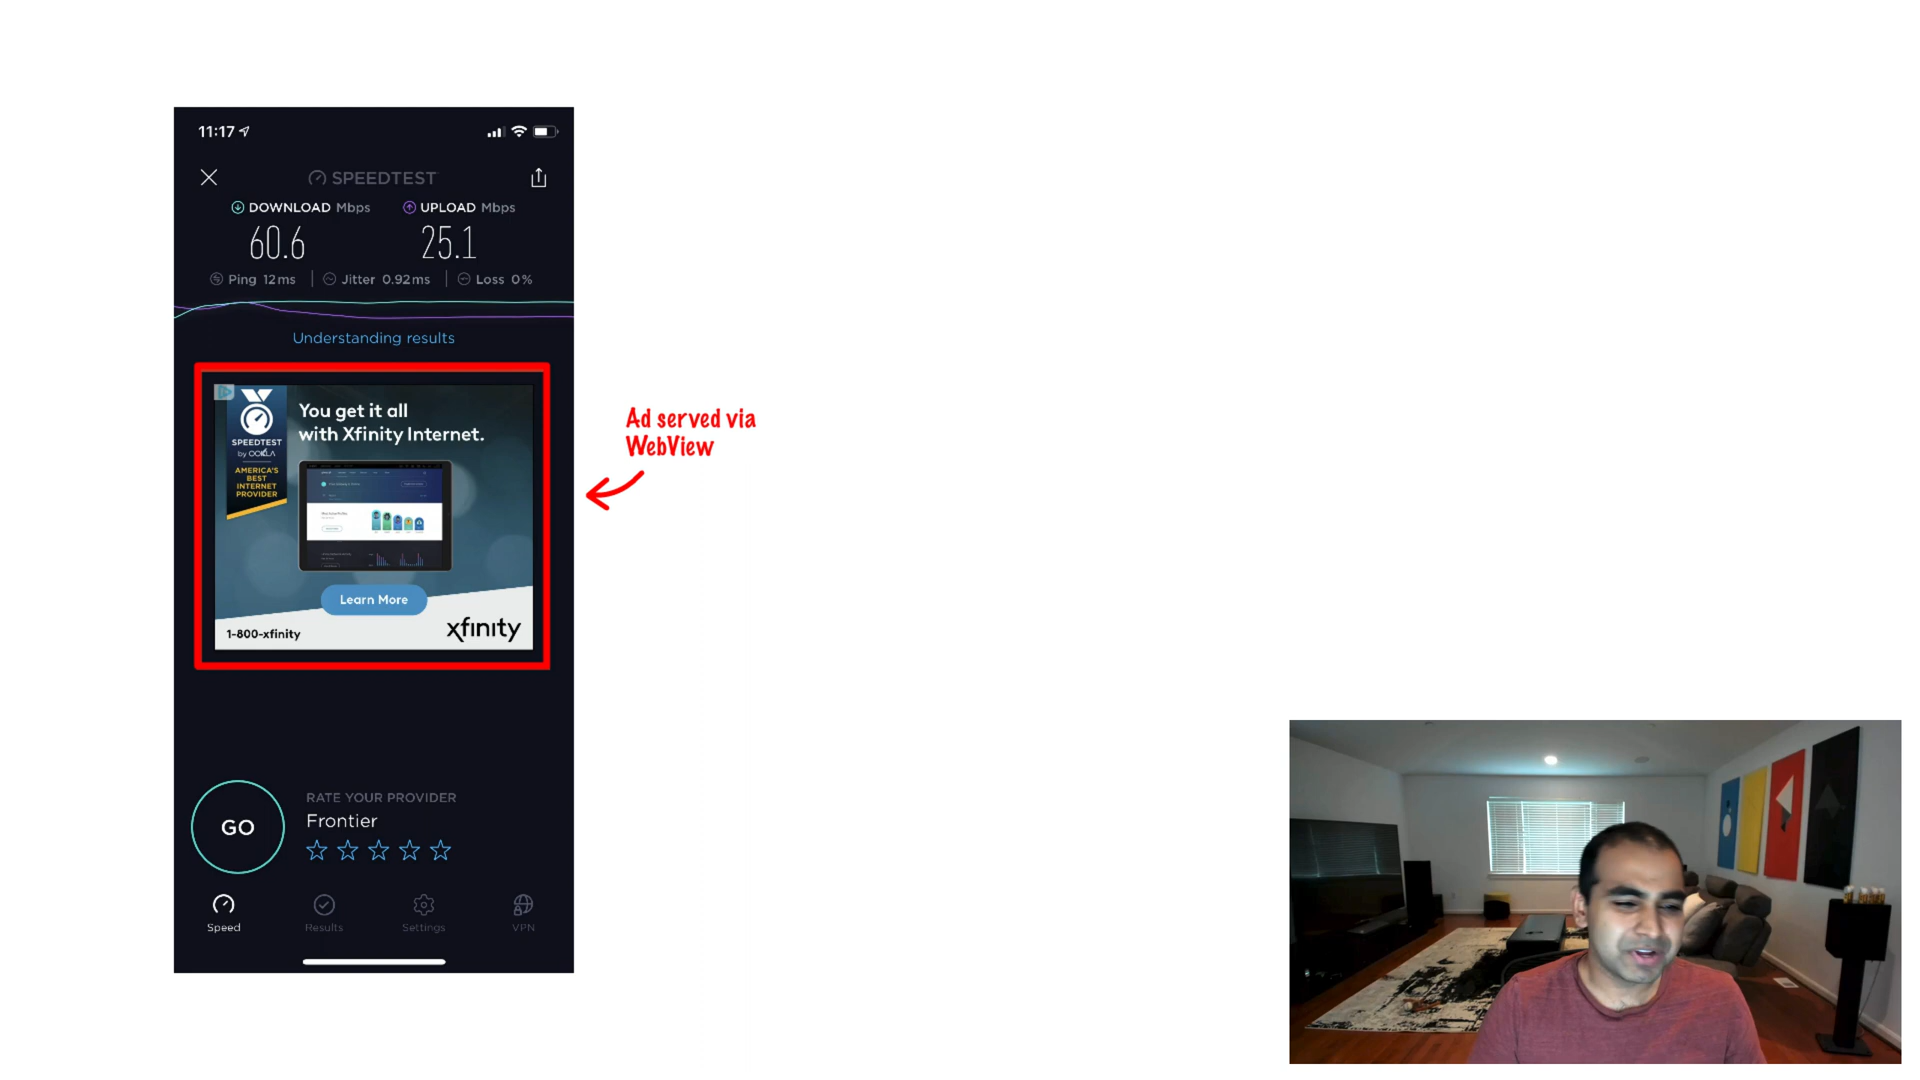 11:17
SPEEDTEST
DOWNLOAD Mbps
UPLOAD Mbps
60.6
25.1
Ping 12ms
Jitter 0.92ms
Loss 0%
Understanding results
SPEEDTEST
by OOKLA
AMERICA'S
BEST
INTERNET
PROVIDER
You get it all
with Xfinity Internet.
Learn More
1-800-xfinity
xfinity
Ad served via
WebView
GO
RATE YOUR PROVIDER
Frontier
Speed
Results
Settings
VPN